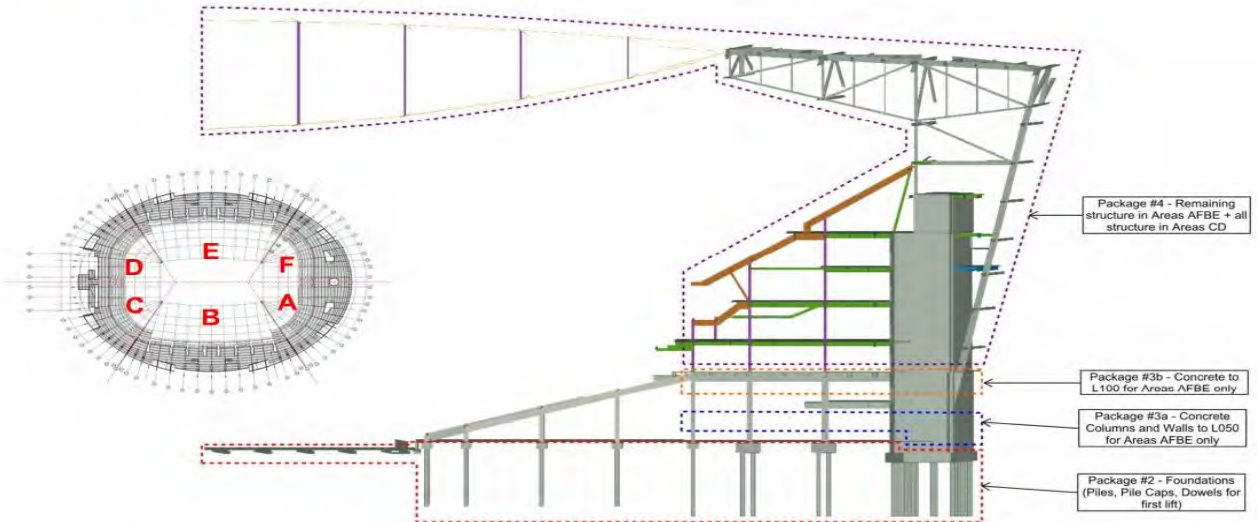 Package #4 - Remaining
structure in Areas AFBE + all
structure in Areas CD
E
D
F
C
A
B
Package #3b - Concrete to
L100 for Areas AFBE only
Package #3a - Concrete
Columns and Walls to L050
for Areas AFBE only
Package #2 - Foundations
(Piles, Pile Caps, Dowels for
first lift)